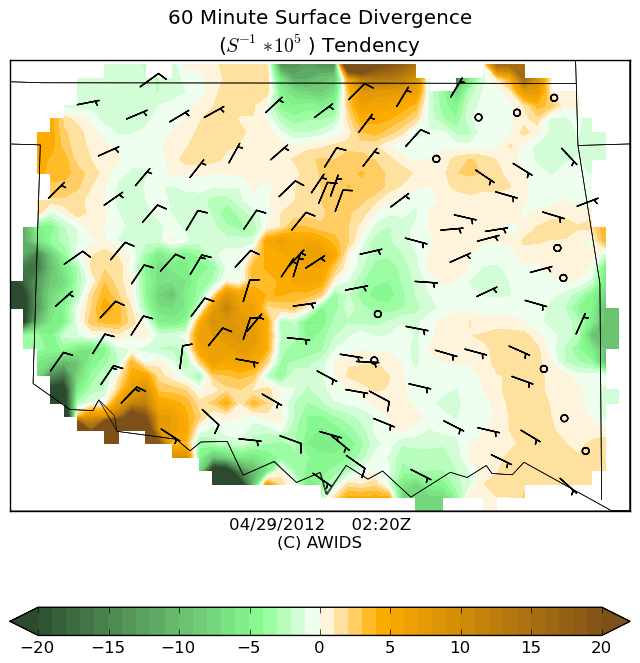 60 Minute Surface Divergence
(S⁻¹ ∗ 10⁵ ) Tendency
04/29/2012 02:20Z
(C) AWIDS
−20 −15 −10 −5 0 5 10 15 20